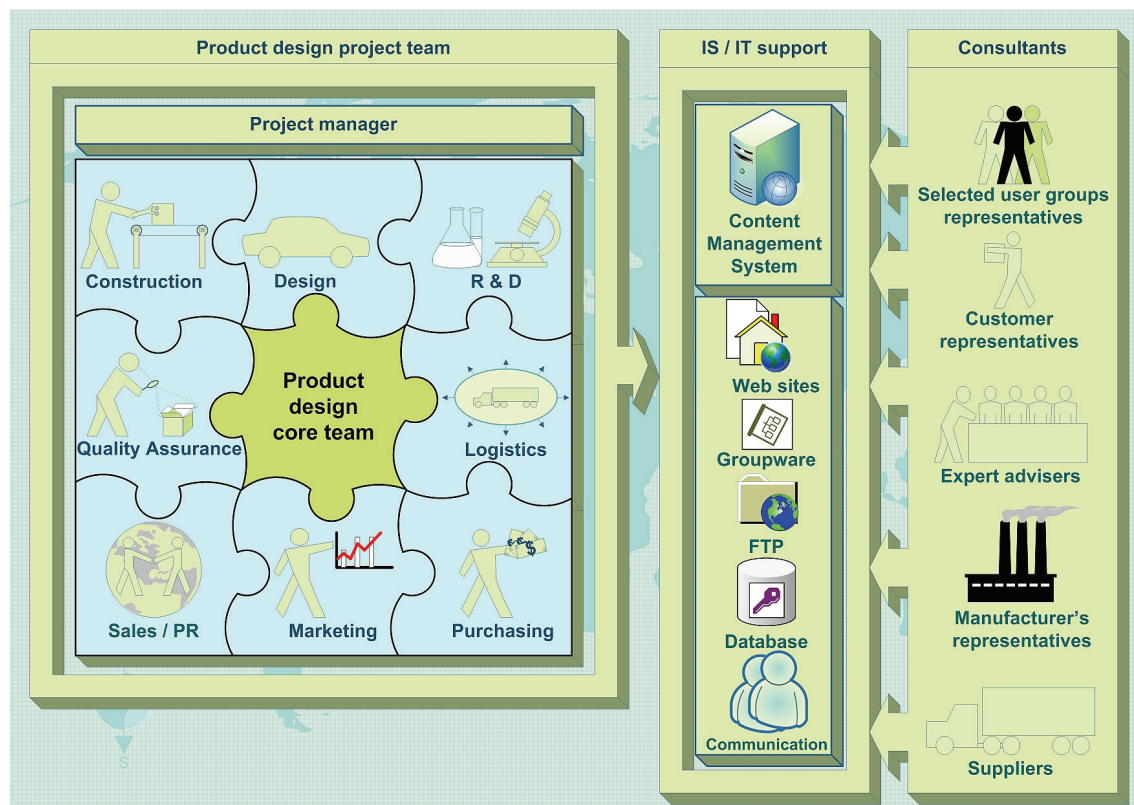 Product design project team
Project manager
Construction
Design
R & D
Quality Assurance
Product
design
core team
Logistics
Sales / PR
Marketing
$
$
Purchasing
S
IS / IT support
Content
Management
System
Web sites
Groupware
FTP
Database
Communication
Consultants
Selected user groups
representatives
Customer
representatives
Expert advisers
Manufacturer's
representatives
Suppliers